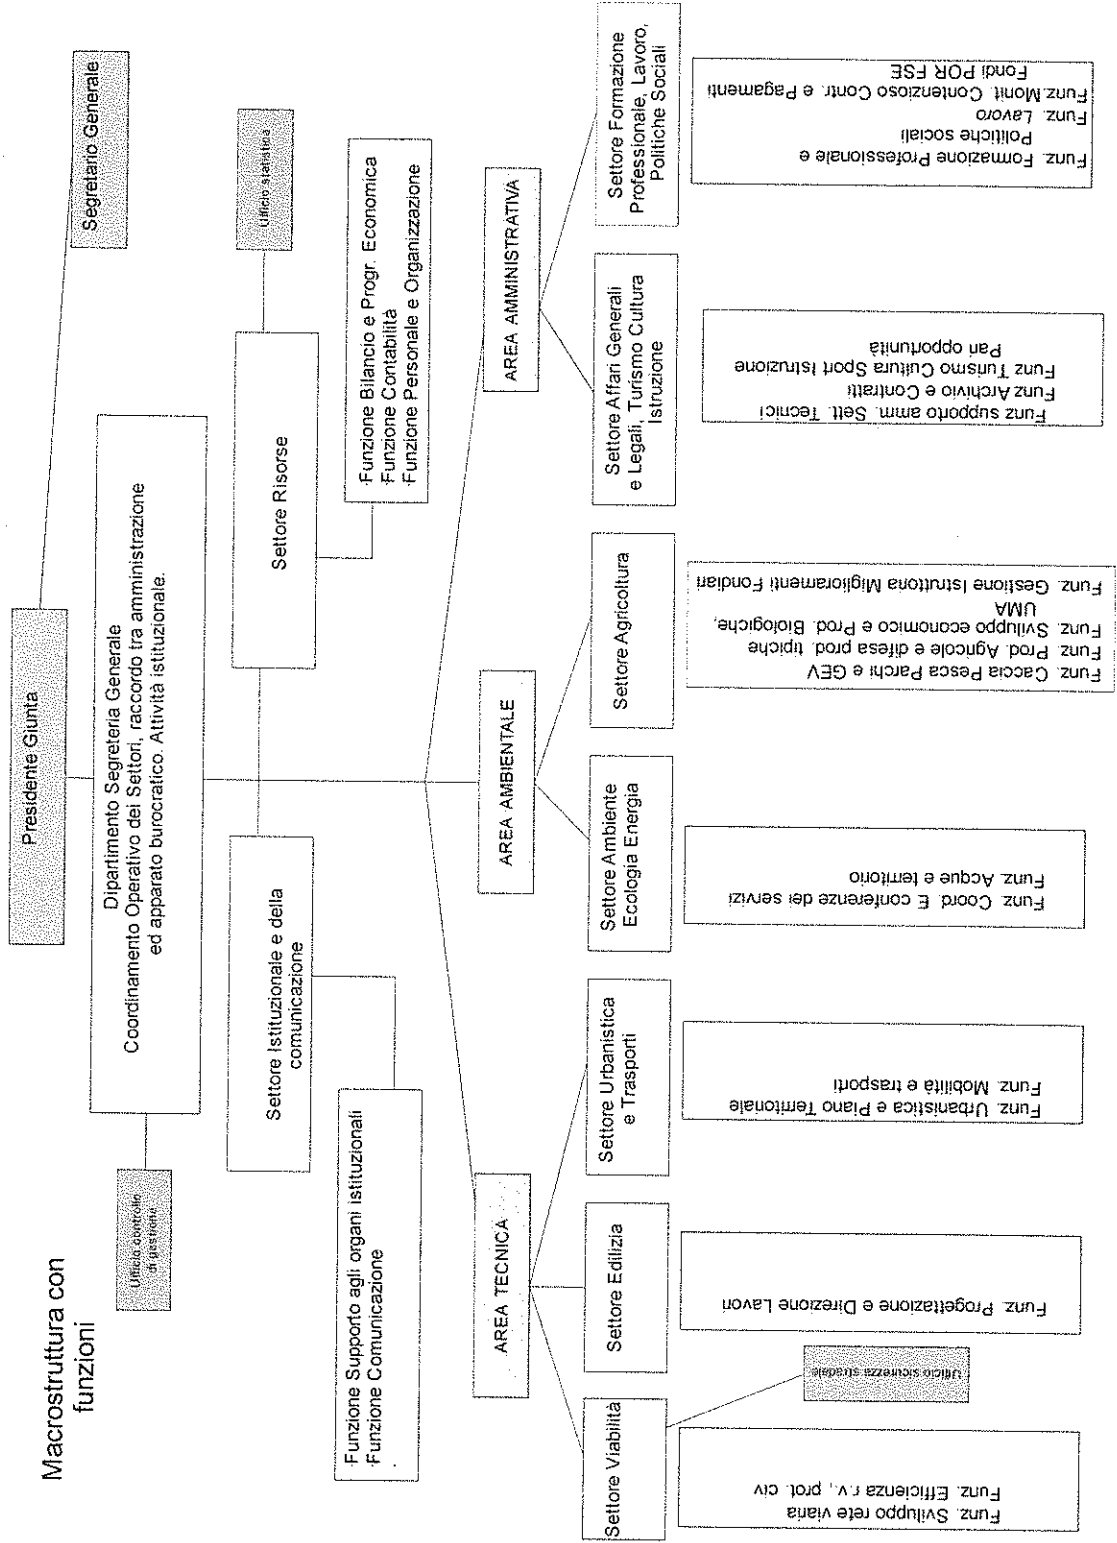 Macrostruttura con
funzioni
Presidente Giunta
Segretario Generale
Dipartimento Segreteria Generale
Coordinamento Operativo dei Settori, raccordo tra amministrazione
ed apparato burocratico. Attività istituzionale.
Ufficio controllo
di gestione
Settore Istituzionale e della
comunicazione
Settore Risorse
Ufficio statistica
·Funzione Supporto agli organi istituzionali
·Funzione Comunicazione
·Funzione Bilancio e Progr. Economica
·Funzione Contabilità
·Funzione Personale e Organizzazione
AREA TECNICA
AREA AMBIENTALE
AREA AMMINISTRATIVA
Settore Viabilità
Settore Edilizia
Settore Urbanistica
e Trasporti
Settore Ambiente
Ecologia Energia
Settore Agricoltura
Settore Affari Generali
e Legali, Turismo Cultura
Istruzione
Settore Formazione
Professionale, Lavoro,
Politiche Sociali
Funz. Sviluppo rete viaria
Funz. Efficienza r.v., prot. civ
Ufficio sicurezza stradale
Funz. Progettazione e Direzione Lavori
Funz. Urbanistica e Piano Territoriale
Funz. Mobilità e trasporti
Funz. Coord. E conferenze dei servizi
Funz. Acque e territorio
Funz. Caccia Pesca Parchi e GEV
Funz. Prod. Agricole e difesa prod. tipiche
Funz. Sviluppo economico e Prod. Biologiche,
UMA
Funz. Gestione Istruttoria Miglioramenti Fondiari
Funz supporto amm. Sett. Tecnici
Funz Archivio e Contratti
Funz Turismo Cultura Sport Istruzione
Pari opportunità
Funz. Formazione Professionale e
Politiche sociali
Funz. Lavoro
Funz.Monit. Contenzioso Contr. e Pagamenti
Fondi POR FSE